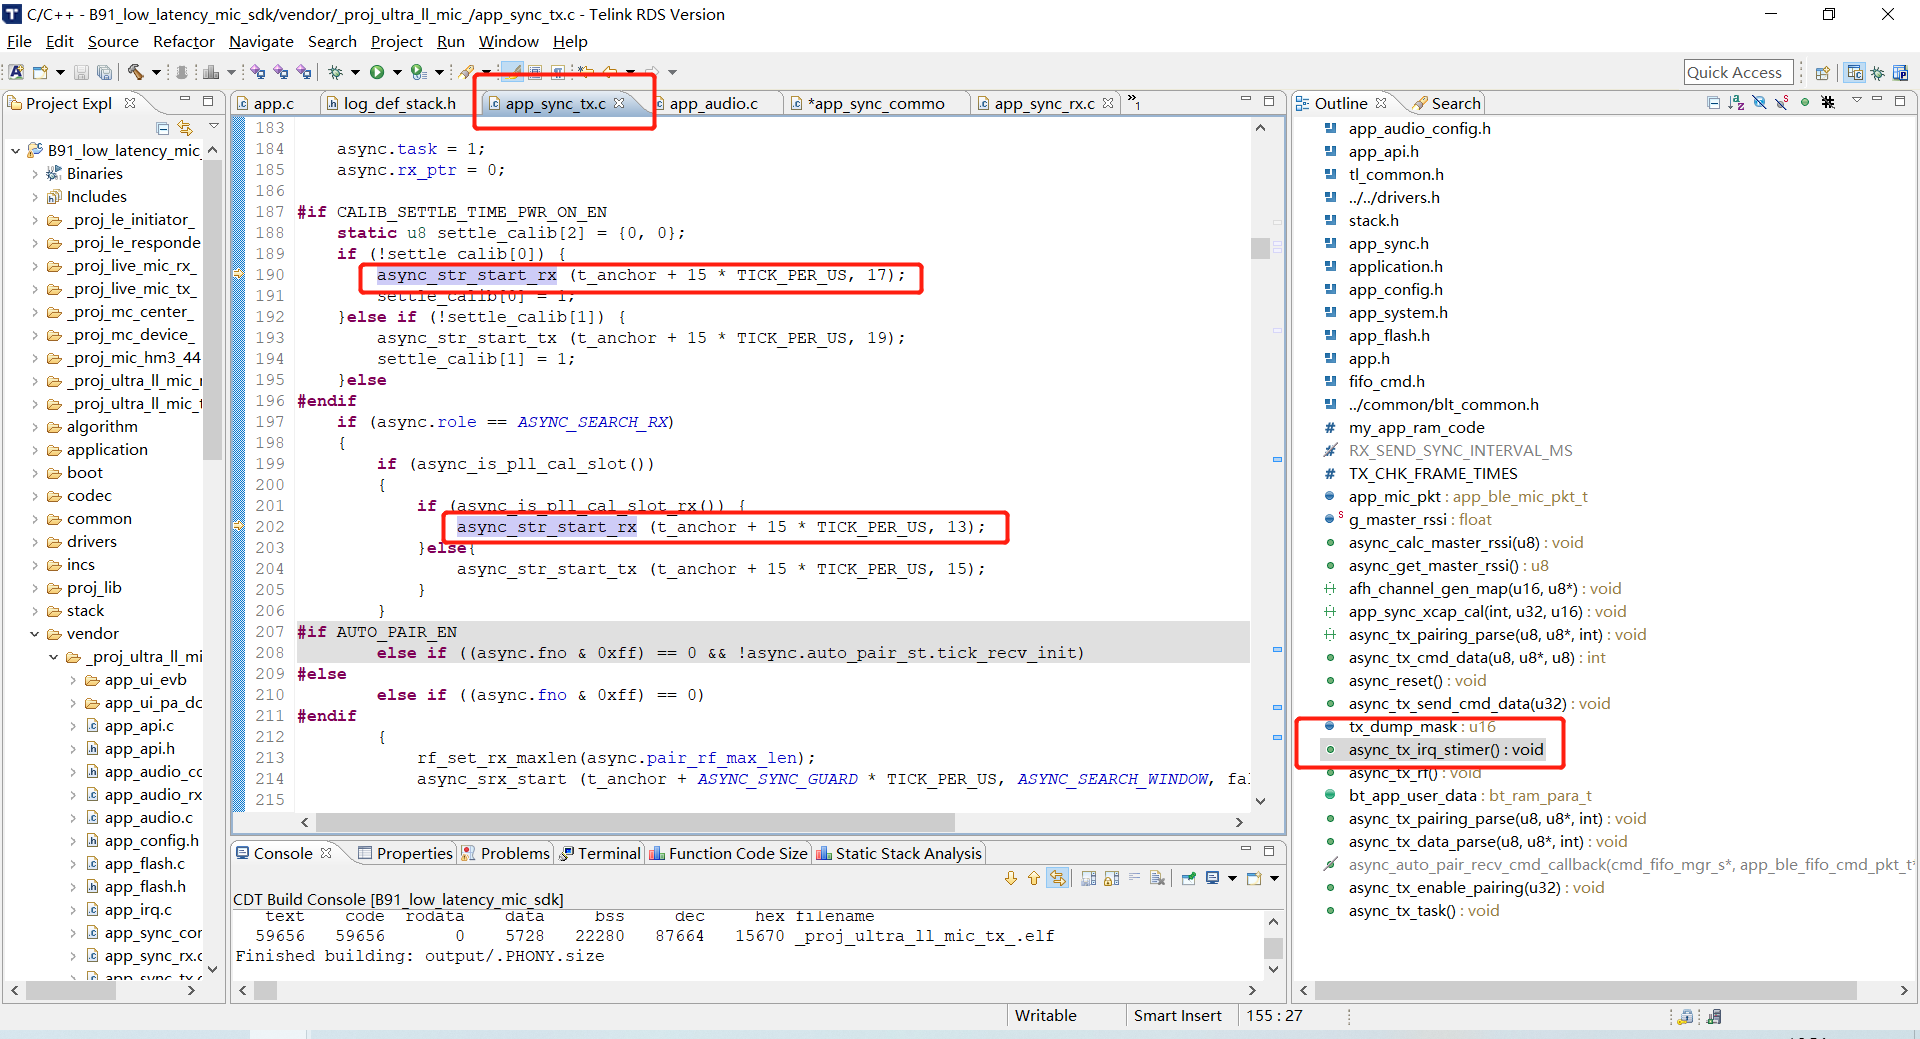 C/C++ - B91_low_latency_mic_sdk/vendor/_proj_ultra_ll_mic_/app_sync_tx.c - Telink RDS Version
File Edit Source Refactor Navigate Search Project Run Window Help
Quick Access
Project Expl
app.c
log_def_stack.h
app_sync_tx.c
app_audio.c
*app_sync_commo
app_sync_rx.c
»1
Outline
Search
B91_low_latency_mic_
Binaries
Includes
_proj_le_initiator_
_proj_le_responde
_proj_live_mic_rx_
_proj_live_mic_tx_
_proj_mc_center_
_proj_mc_device_
_proj_mic_hm3_44
_proj_ultra_ll_mic_r
_proj_ultra_ll_mic_t
algorithm
application
boot
codec
common
drivers
incs
proj_lib
stack
vendor
_proj_ultra_ll_mi
app_ui_evb
app_ui_pa_dc
app_api.c
app_api.h
app_audio_cc
app_audio_rx
app_audio.c
app_config.h
app_flash.c
app_flash.h
app_irq.c
app_sync_cor
app_sync_rx.c
app_sync_tx.c
183
184 async.task = 1;
185 async.rx_ptr = 0;
186
187 #if CALIB_SETTLE_TIME_PWR_ON_EN
188 static u8 settle_calib[2] = {0, 0};
189 if (!settle_calib[0]) {
190 async_str_start_rx (t_anchor + 15 * TICK_PER_US, 17);
191 settle_calib[0] = 1;
192 }else if (!settle_calib[1]) {
193 async_str_start_tx (t_anchor + 15 * TICK_PER_US, 19);
194 settle_calib[1] = 1;
195 }else
196 #endif
197 if (async.role == ASYNC_SEARCH_RX)
198 {
199 if (async_is_pll_cal_slot())
200 {
201 if (async_is_pll_cal_slot_rx()) {
202 async_str_start_rx (t_anchor + 15 * TICK_PER_US, 13);
203 }else{
204 async_str_start_tx (t_anchor + 15 * TICK_PER_US, 15);
205 }
206 }
207 #if AUTO_PAIR_EN
208 else if ((async.fno & 0xff) == 0 && !async.auto_pair_st.tick_recv_init)
209 #else
210 else if ((async.fno & 0xff) == 0)
211 #endif
212 {
213 rf_set_rx_maxlen(async.pair_rf_max_len);
214 async_srx_start (t_anchor + ASYNC_SYNC_GUARD * TICK_PER_US, ASYNC_SEARCH_WINDOW, fal
215
app_audio_config.h
app_api.h
tl_common.h
../../drivers.h
stack.h
app_sync.h
application.h
app_config.h
app_system.h
app_flash.h
app.h
fifo_cmd.h
../common/blt_common.h
my_app_ram_code
RX_SEND_SYNC_INTERVAL_MS
TX_CHK_FRAME_TIMES
app_mic_pkt : app_ble_mic_pkt_t
g_master_rssi : float
async_calc_master_rssi(u8) : void
async_get_master_rssi() : u8
afh_channel_gen_map(u16, u8*) : void
app_sync_xcap_cal(int, u32, u16) : void
async_tx_pairing_parse(u8, u8*, int) : void
async_tx_cmd_data(u8, u8*, u8) : int
async_reset() : void
async_tx_send_cmd_data(u32) : void
tx_dump_mask : u16
async_tx_irq_stimer() : void
async_tx_rf() : void
bt_app_user_data : bt_ram_para_t
async_tx_pairing_parse(u8, u8*, int) : void
async_tx_data_parse(u8, u8*, int) : void
async_auto_pair_recv_cmd_callback(cmd_fifo_mgr_s*, app_ble_fifo_cmd_pkt_t*
async_tx_enable_pairing(u32) : void
async_tx_task() : void
Console Properties Problems Terminal Function Code Size Static Stack Analysis
CDT Build Console [B91_low_latency_mic_sdk]
text code rodata data bss dec hex filename
59656 59656 0 5728 22280 87664 15670 _proj_ultra_ll_mic_tx_.elf
Finished building: output/.PHONY.size
Writable Smart Insert 155 : 27